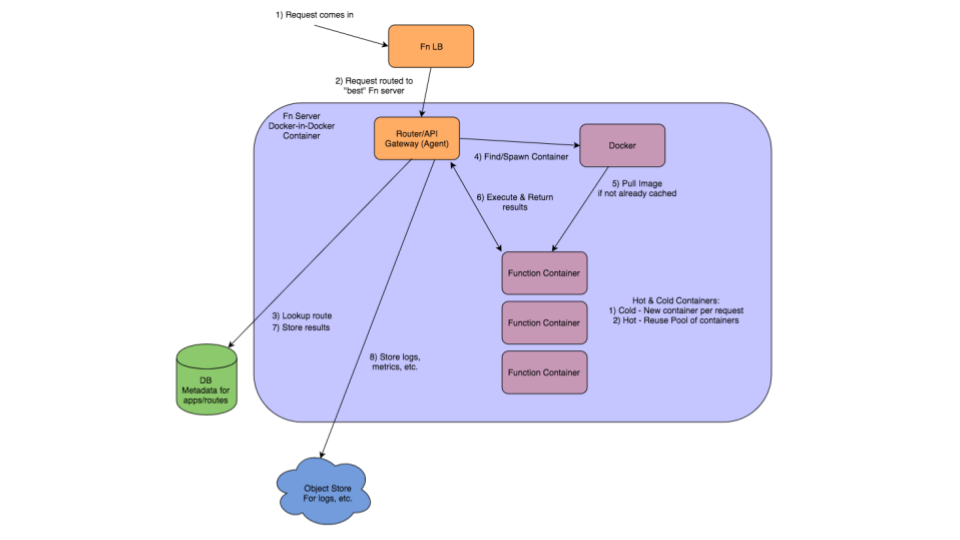 1) Request comes in
Fn LB
2) Request routed to
"best" Fn server
Fn Server
Docker-in-Docker
Container
Router/API
Gateway (Agent)
Docker
4) Find/Spawn Container
5) Pull Image
if not already cached
6) Execute & Return
results
Function Container
Hot & Cold Containers:
1) Cold - New container per request
2) Hot - Reuse Pool of containers
Function Container
Function Container
3) Lookup route
7) Store results
8) Store logs,
metrics, etc.
DB
Metadata for
apps/routes
Object Store
For logs, etc.